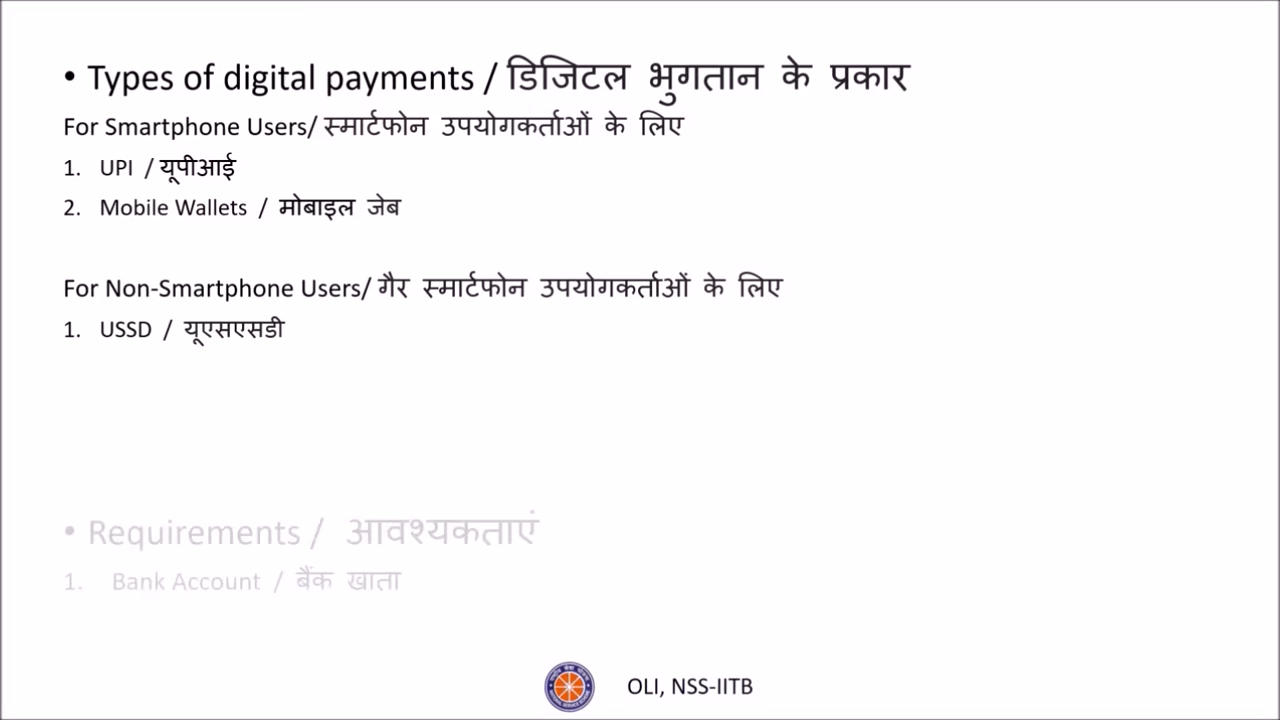 • Types of digital payments / डिजिटल भुगतान के प्रकार
For Smartphone Users/ स्मार्टफोन उपयोगकर्ताओं के लिए
1. UPI / यूपीआई
2. Mobile Wallets / मोबाइल जेब
For Non-Smartphone Users/ गैर स्मार्टफोन उपयोगकर्ताओं के लिए
1. USSD / यूएसएसडी
• Requirements / आवश्यकताएं
1. Bank Account / बैंक खाता
OLI, NSS-IITB